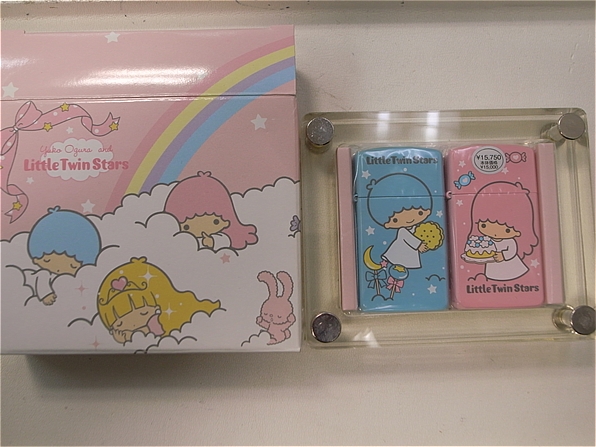 Yuko Ogura and
Little Twin Stars
Little Twin Stars
¥15,750
本体価格
¥15,000
Little Twin Stars